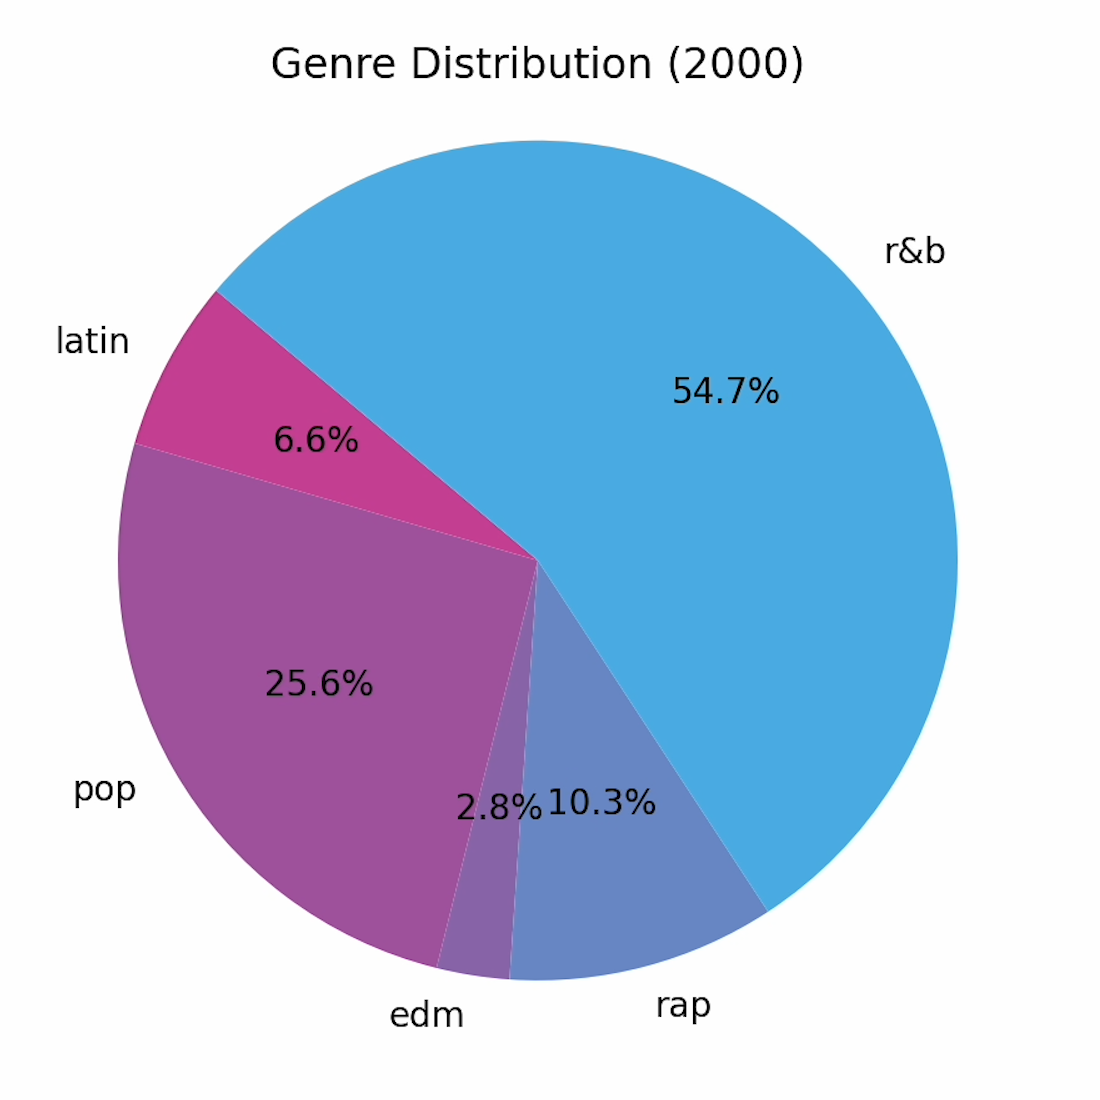 Genre Distribution (2000)
r&b
54.7%
latin
6.6%
25.6%
pop
2.8%
10.3%
edm
rap